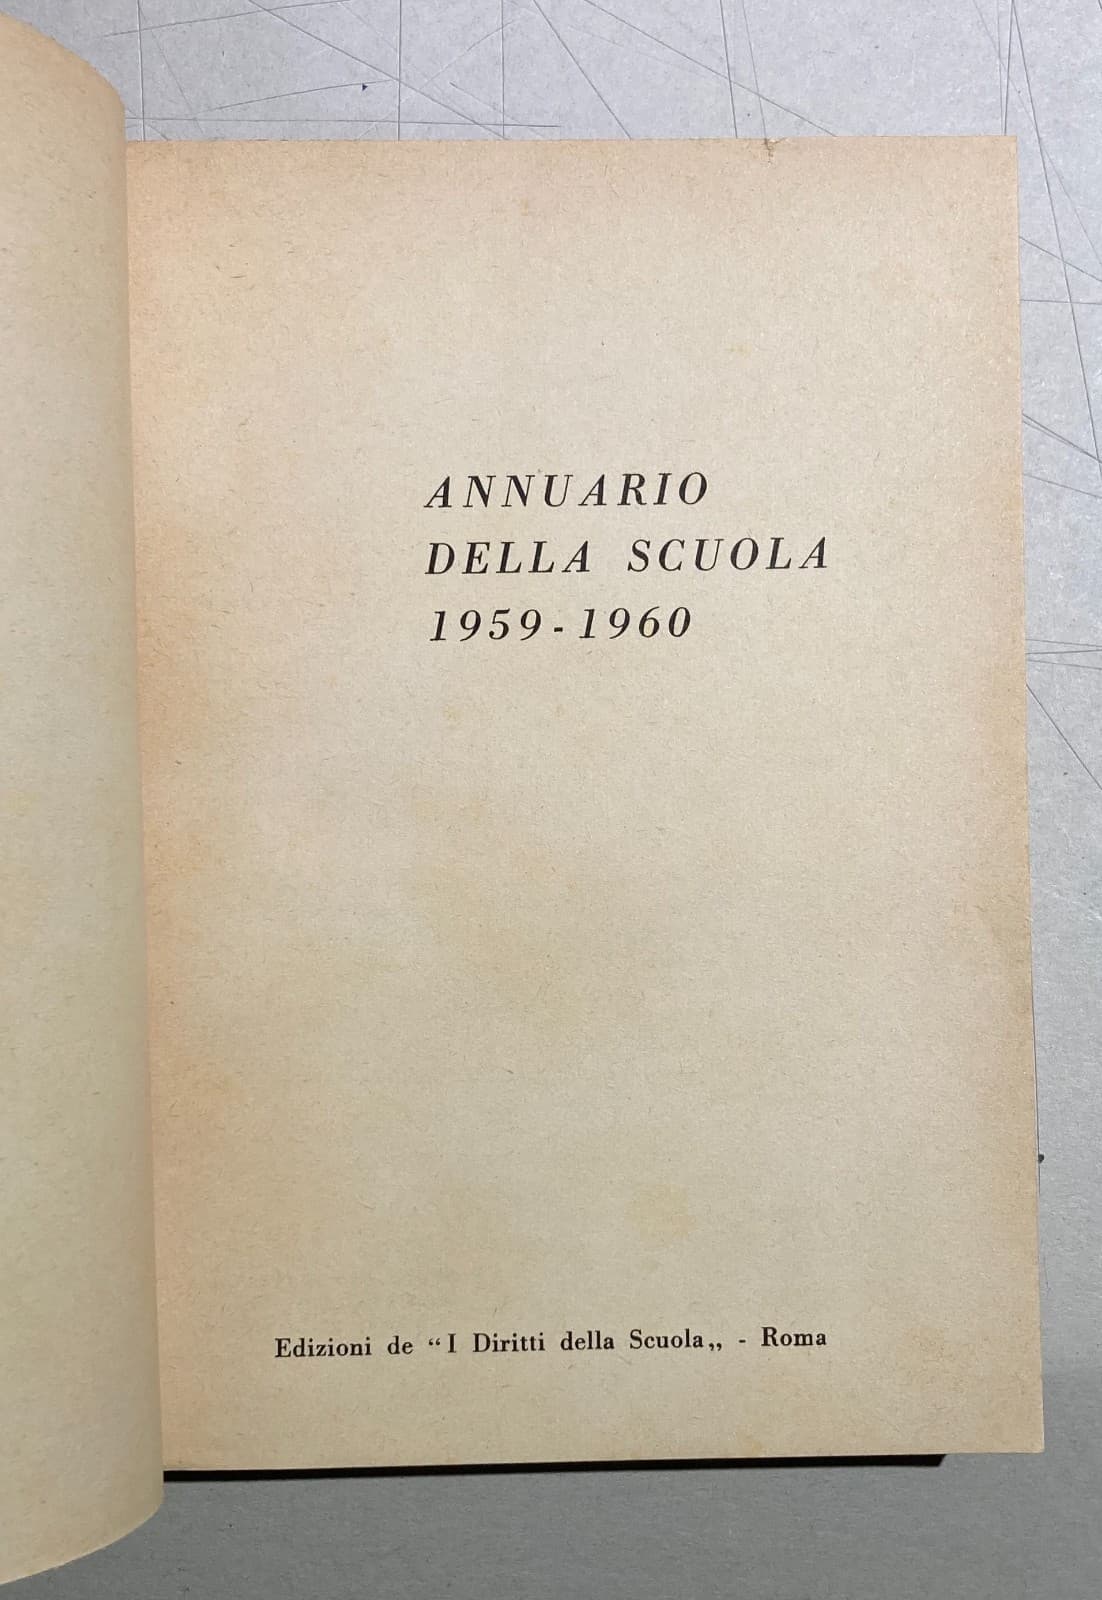 ANNUARIO
DELLA SCUOLA
1959-1960
Edizioni de “I Diritti della Scuola„ - Roma